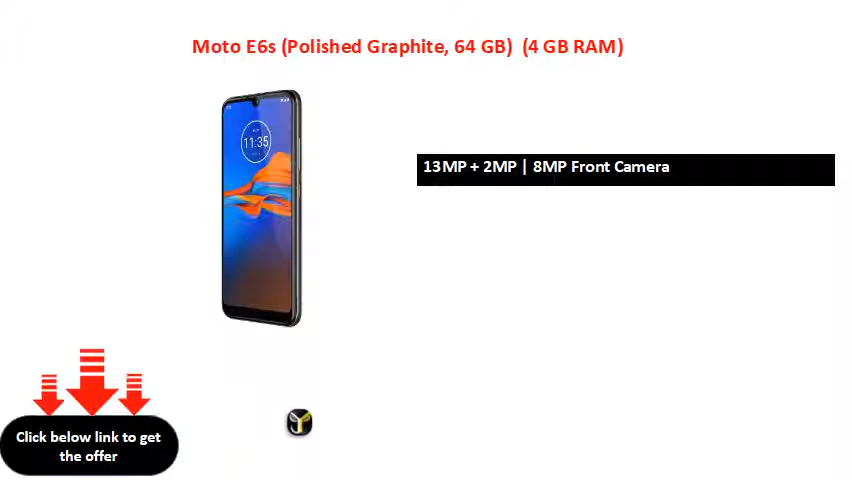 Moto E6s (Polished Graphite, 64 GB)  (4 GB RAM)
11:35
13MP + 2MP | 8MP Front Camera
Click below link to get
the offer